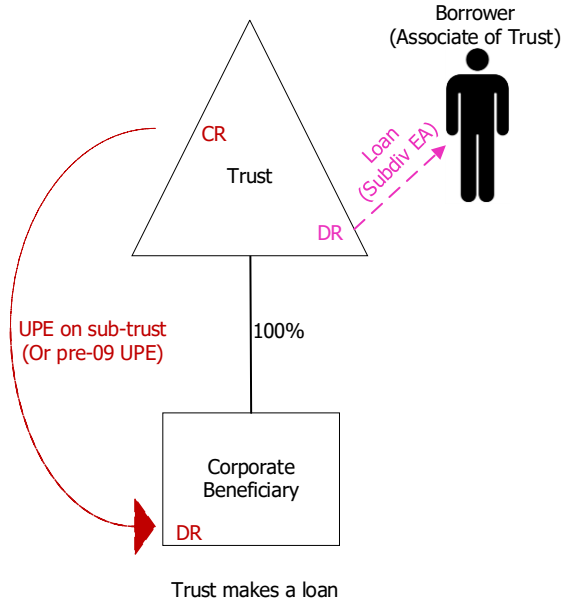 Borrower
(Associate of Trust)
CR
Loan
(Subdiv EA)
Trust
DR
UPE on sub-trust
(Or pre-09 UPE)
100%
Corporate
Beneficiary
DR
Trust makes a loan